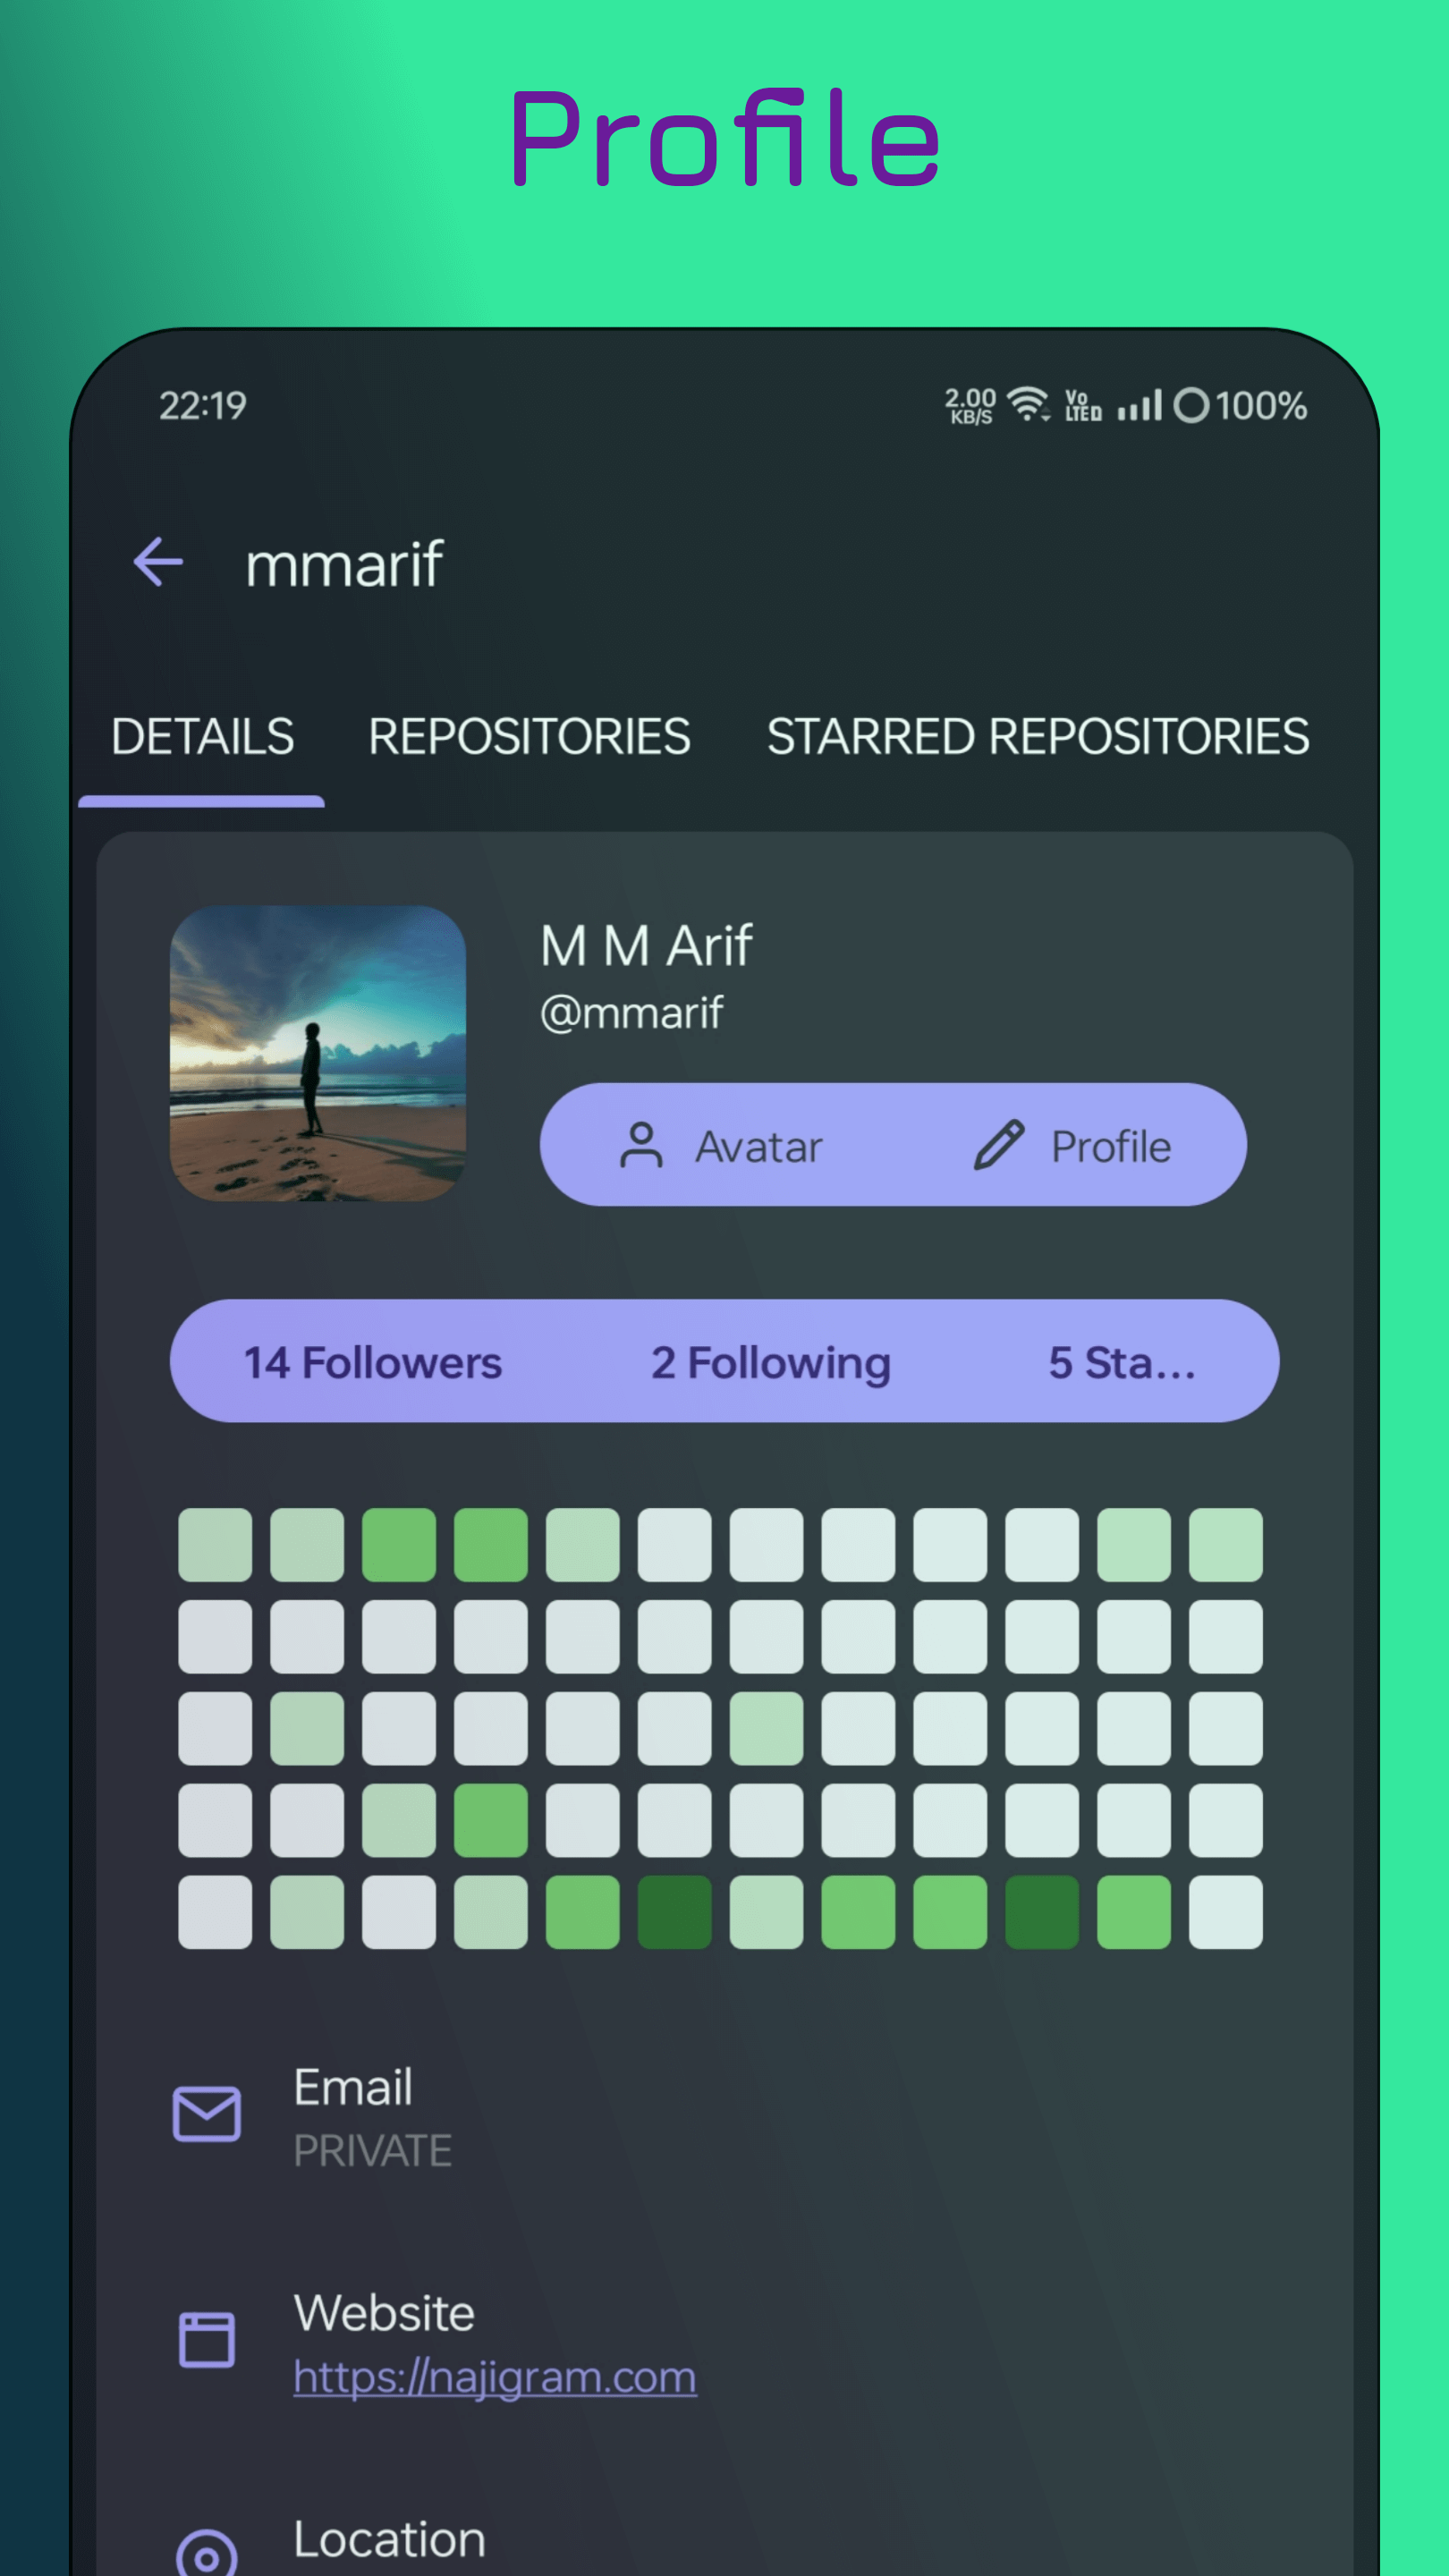 Profile
22:19
2.00
KB/S
Vo
LTE
100%
mmarif
DETAILS REPOSITORIES STARRED REPOSITORIES
M M Arif
@mmarif
Avatar Profile
14 Followers 2 Following 5 Sta...
Email
PRIVATE
Website
https://najigram.com
Location